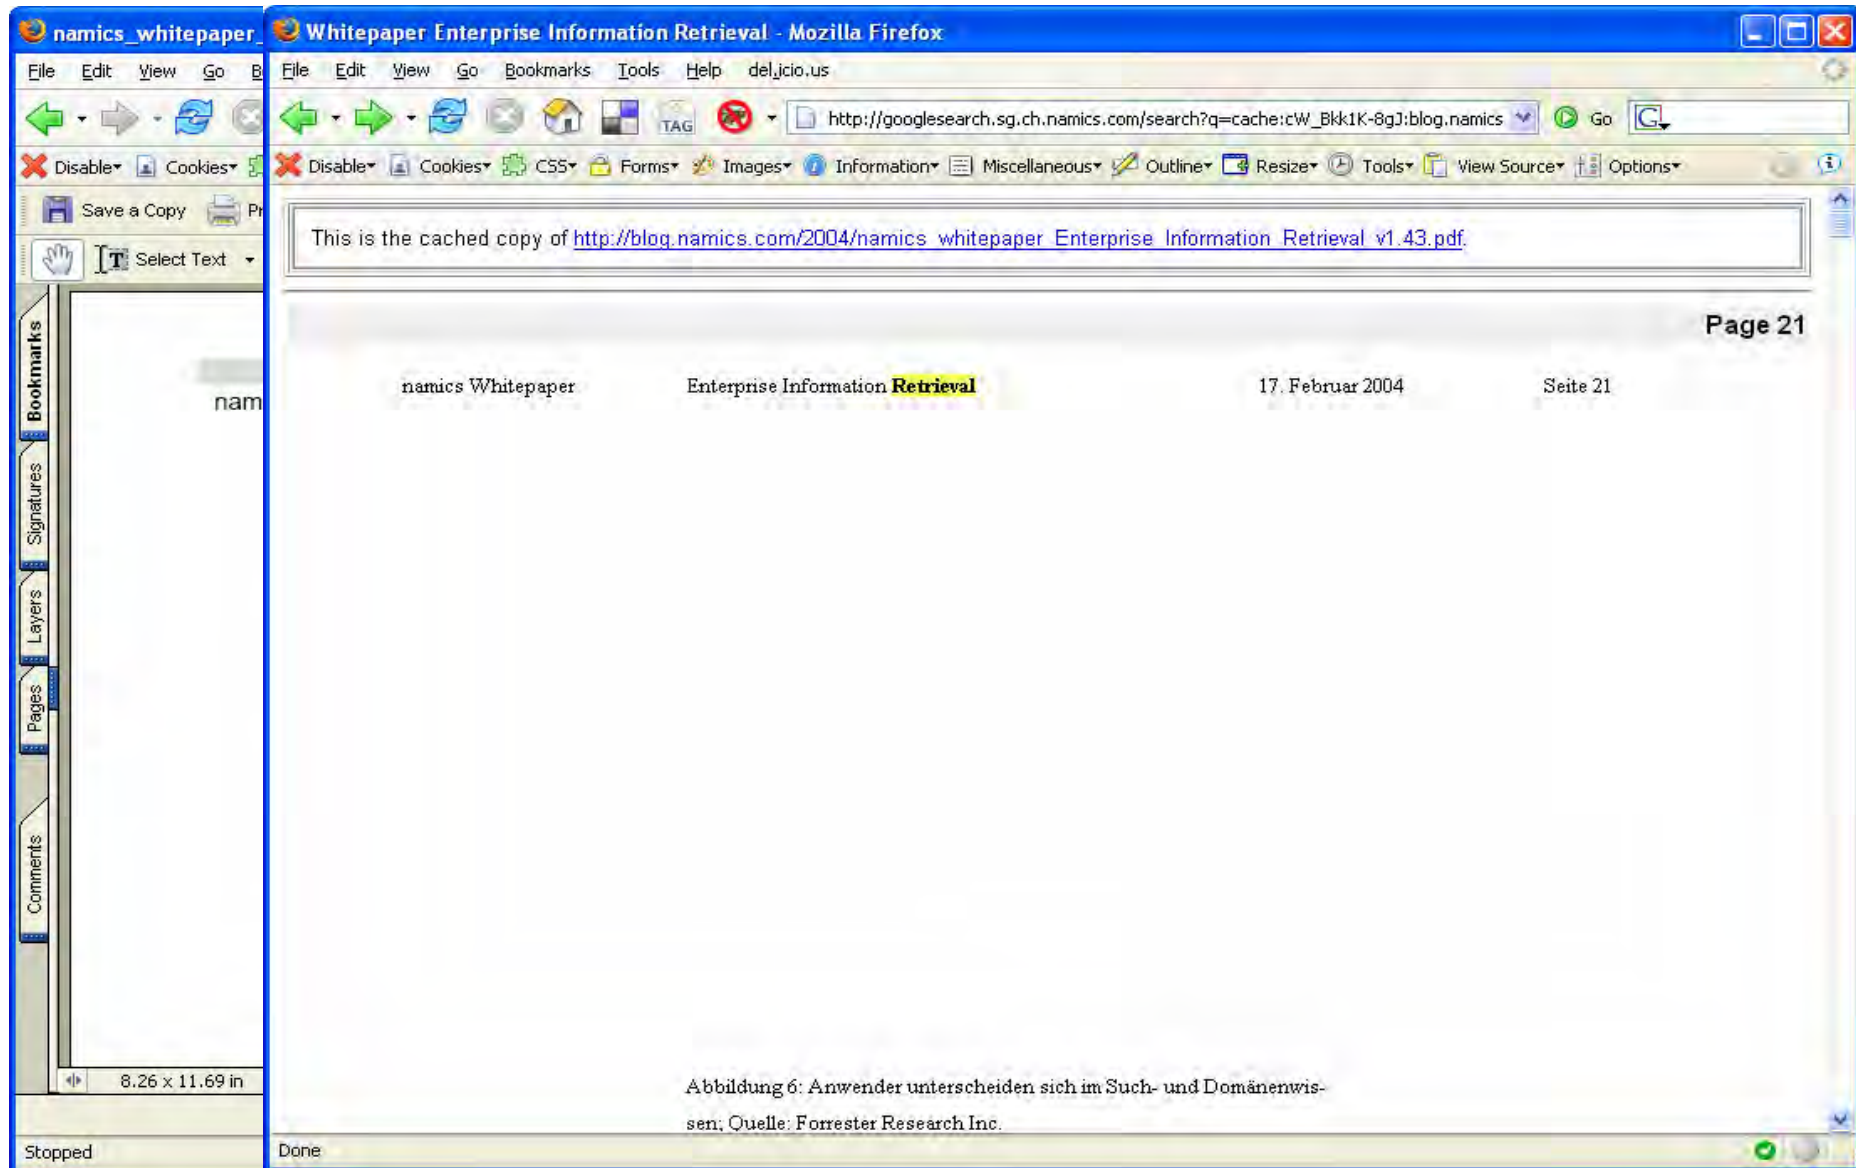 namics_whitepaper_
File Edit View Go B
Disable Cookies
Save a Copy Pr
Select Text
Bookmarks
nam
Signatures
Layers
Pages
Comments
8.26 x 11.69 in
Stopped
Whitepaper Enterprise Information Retrieval - Mozilla Firefox
File Edit View Go Bookmarks Tools Help del.icio.us
TAG http://googlesearch.sg.ch.namics.com/search?q=cache:cW_Bkk1K-8gJ:blog.namics Go G
Disable Cookies CSS Forms Images Information Miscellaneous Outline Resize Tools View Source Options
This is the cached copy of http://blog.namics.com/2004/namics_whitepaper_Enterprise_Information_Retrieval_v1.43.pdf.
Page 21
namics Whitepaper Enterprise Information Retrieval 17. Februar 2004 Seite 21
Abbildung 6: Anwender unterscheiden sich im Such- und Domänenwis-
sen; Quelle: Forrester Research Inc.
Done